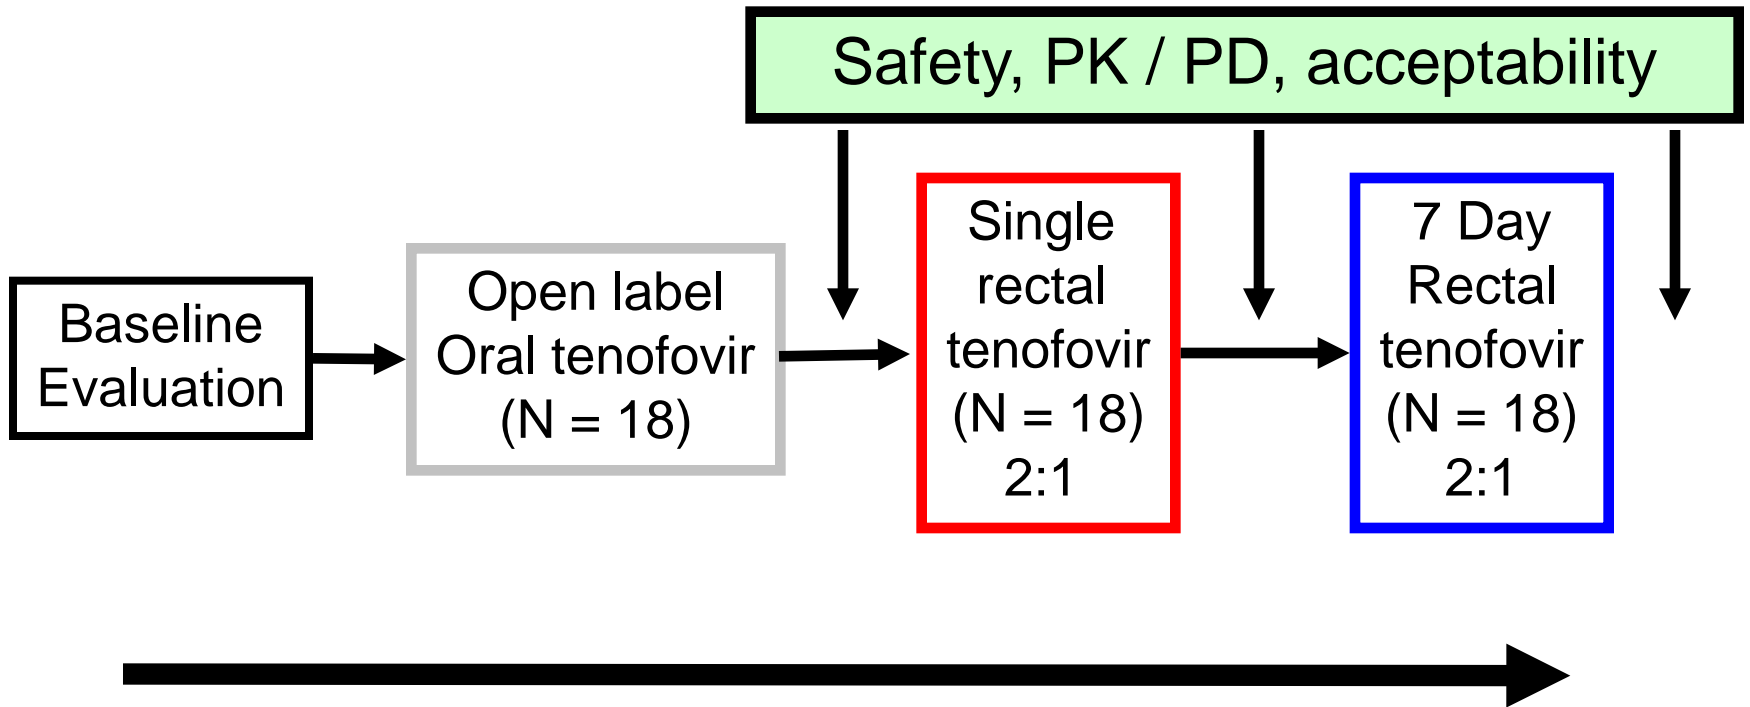 Safety, PK / PD, acceptability
Baseline
Evaluation
Open label
Oral tenofovir
(N = 18)
Single
rectal
tenofovir
(N = 18)
2:1
7 Day
Rectal
tenofovir
(N = 18)
2:1